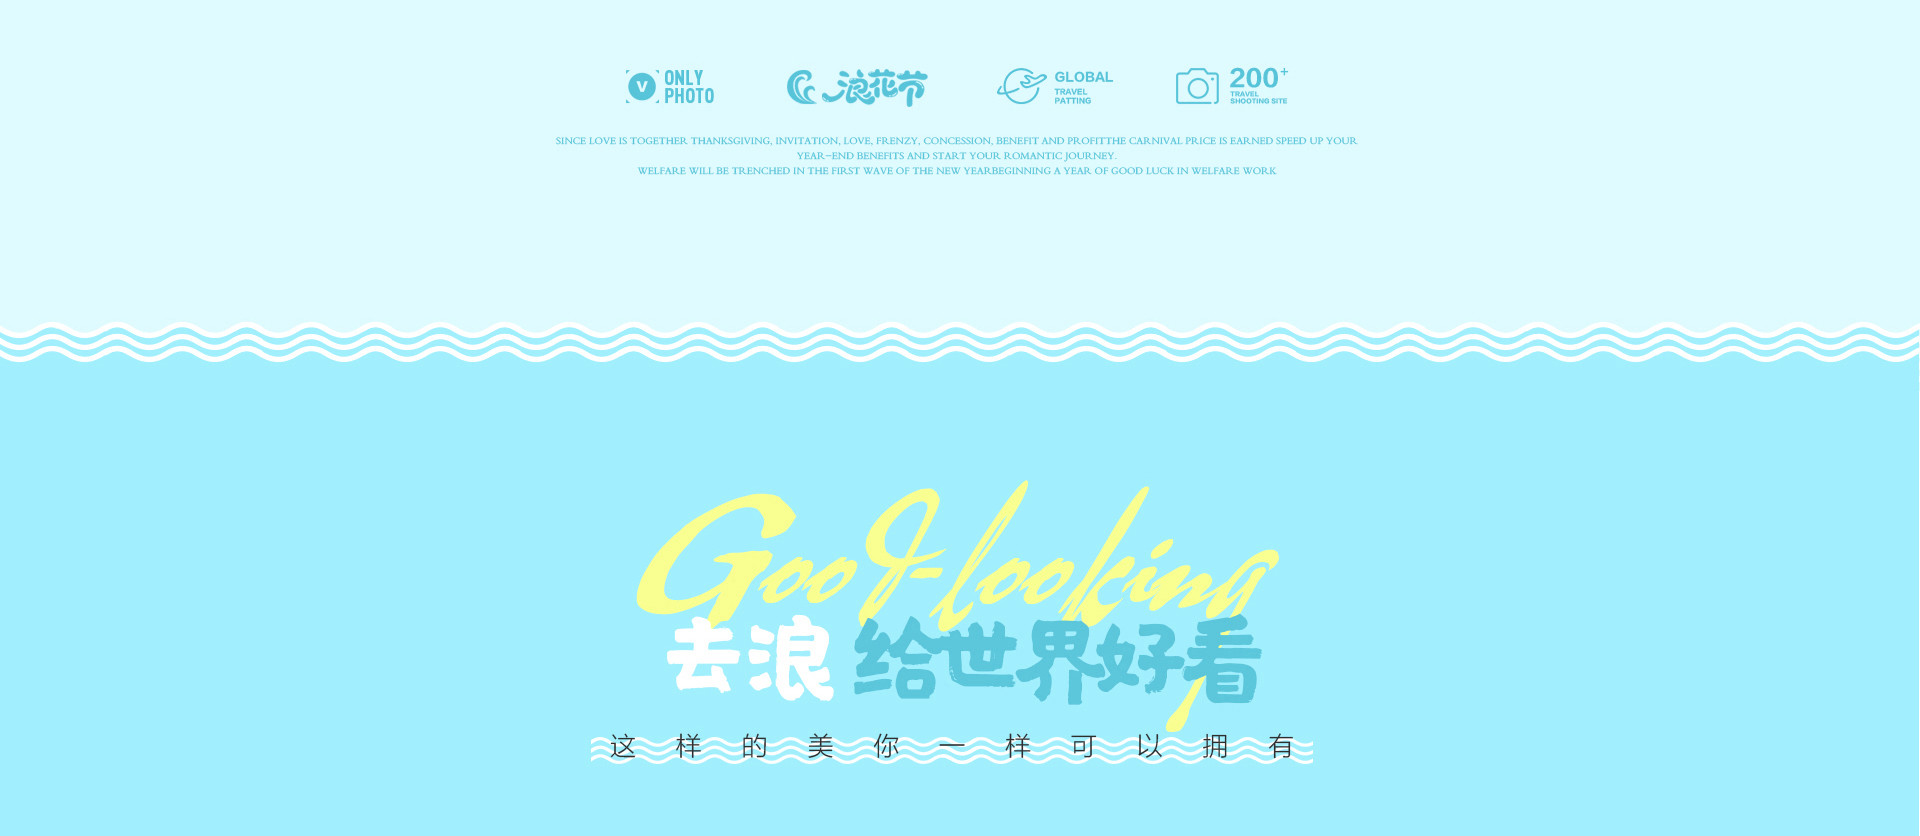 V ONLY PHOTO
浪花节
GLOBAL
TRAVEL
PATTING
200+
TRAVEL
SHOOTING SITE
SINCE LOVE IS TOGETHER THANKSGIVING, INVITATION, LOVE, FRENZY, CONCESSION, BENEFIT AND PROFITTHE CARNIVAL PRICE IS EARNED SPEED UP YOUR
YEAR-END BENEFITS AND START YOUR ROMANTIC JOURNEY.
WELFARE WILL BE TRENCHED IN THE FIRST WAVE OF THE NEW YEARBEGINNING A YEAR OF GOOD LUCK IN WELFARE WORK
Good-looking
去浪 给世界好看
这样的美你一样可以拥有